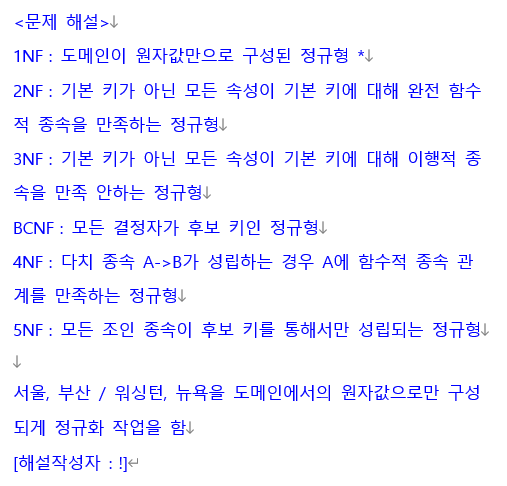 <문제 해설>↓
1NF : 도메인이 원자값만으로 구성된 정규형 *↓
2NF : 기본 키가 아닌 모든 속성이 기본 키에 대해 완전 함수
적 종속을 만족하는 정규형↓
3NF : 기본 키가 아닌 모든 속성이 기본 키에 대해 이행적 종
속을 만족 안하는 정규형↓
BCNF : 모든 결정자가 후보 키인 정규형↓
4NF : 다치 종속 A->B가 성립하는 경우 A에 함수적 종속 관
계를 만족하는 정규형↓
5NF : 모든 조인 종속이 후보 키를 통해서만 성립되는 정규형↓
↓
서울, 부산 / 워싱턴, 뉴욕을 도메인에서의 원자값으로만 구성
되게 정규화 작업을 함↓
[해설작성자 : !]↵